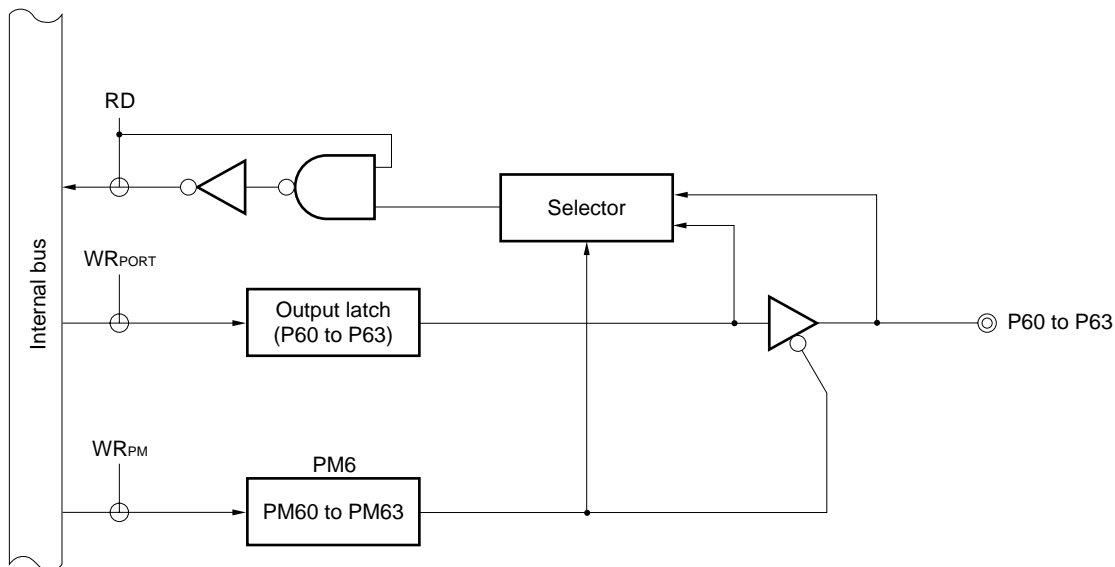 RD
Selector
WRPORT
Internal bus
Output latch
(P60 to P63)
P60 to P63
WRPM
PM6
PM60 to PM63